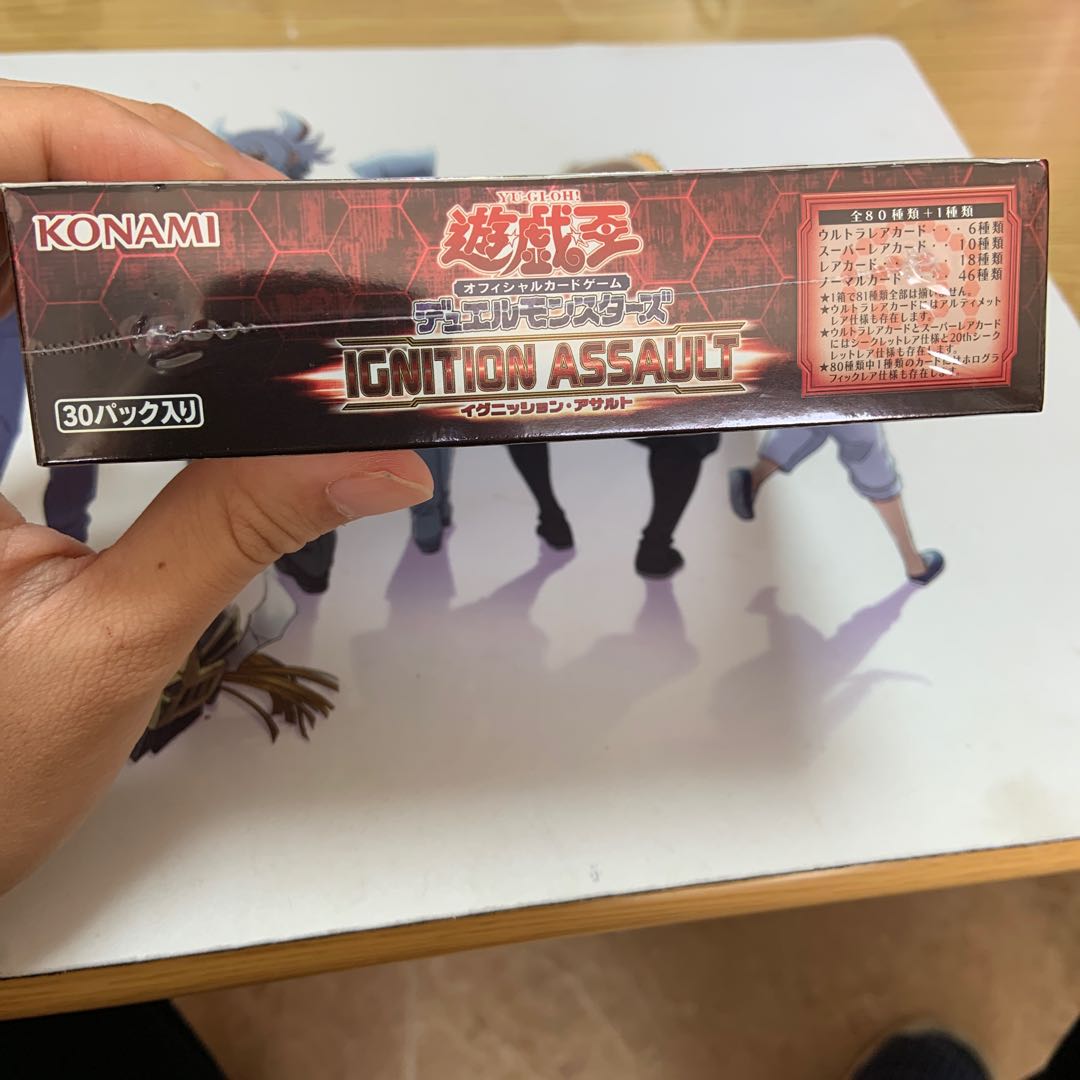 KONAMI
YU-GI-OH!
遊戯王
オフィシャルカードゲーム
デュエルモンスターズ
IGNITION ASSAULT
イグニッション・アサルト
30パック入り
全80種類+1種類
ウルトラレアカード・・6種類
スーパーレアカード・・10種類
レアカード・・・18種類
ノーマルカード・・46種類
★1箱で81種類全部は揃いません。
★ウルトラレアカードにはアルティメット
レア仕様も存在します。
★ウルトラレアカードとスーパーレアカード
にはシークレットレア仕様と20thシーク
レットレア仕様も存在します。
★80種類中1種類のカードにはホログラ
フィックレア仕様も存在します。